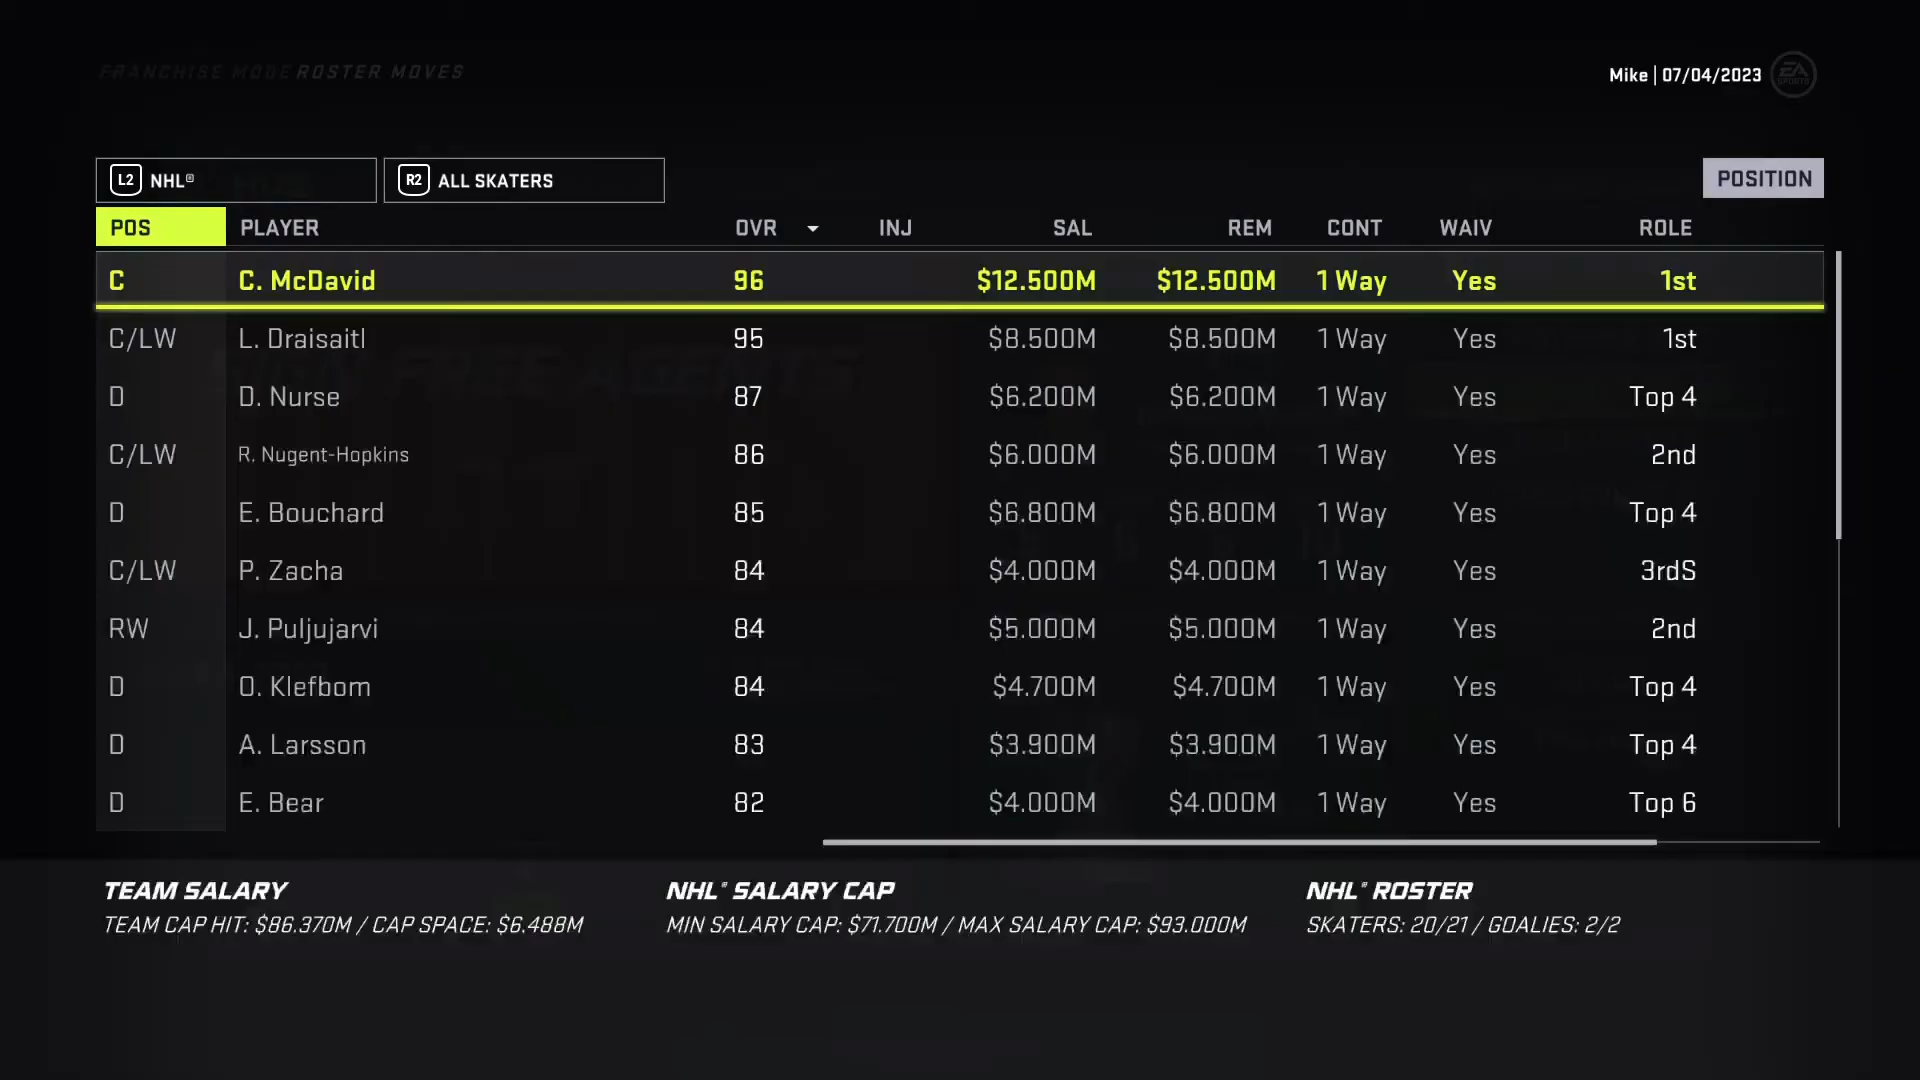 FRANCHISE MODE ROSTER MOVES
Mike | 07/04/2023
EA SPORTS
L2 NHL® R2 ALL SKATERS
POSITION
POS PLAYER OVR INJ SAL REM CONT WAIV ROLE
C C. McDavid 96 $12.500M $12.500M 1 Way Yes 1st
C/LW L. Draisaitl 95 $8.500M $8.500M 1 Way Yes 1st
D D. Nurse 87 $6.200M $6.200M 1 Way Yes Top 4
C/LW R. Nugent-Hopkins 86 $6.000M $6.000M 1 Way Yes 2nd
D E. Bouchard 85 $6.800M $6.800M 1 Way Yes Top 4
C/LW P. Zacha 84 $4.000M $4.000M 1 Way Yes 3rdS
RW J. Puljujarvi 84 $5.000M $5.000M 1 Way Yes 2nd
D O. Klefbom 84 $4.700M $4.700M 1 Way Yes Top 4
D A. Larsson 83 $3.900M $3.900M 1 Way Yes Top 4
D E. Bear 82 $4.000M $4.000M 1 Way Yes Top 6
TEAM SALARY
TEAM CAP HIT: $86.370M / CAP SPACE: $6.488M
NHL® SALARY CAP
MIN SALARY CAP: $71.700M / MAX SALARY CAP: $93.000M
NHL® ROSTER
SKATERS: 20/21 / GOALIES: 2/2